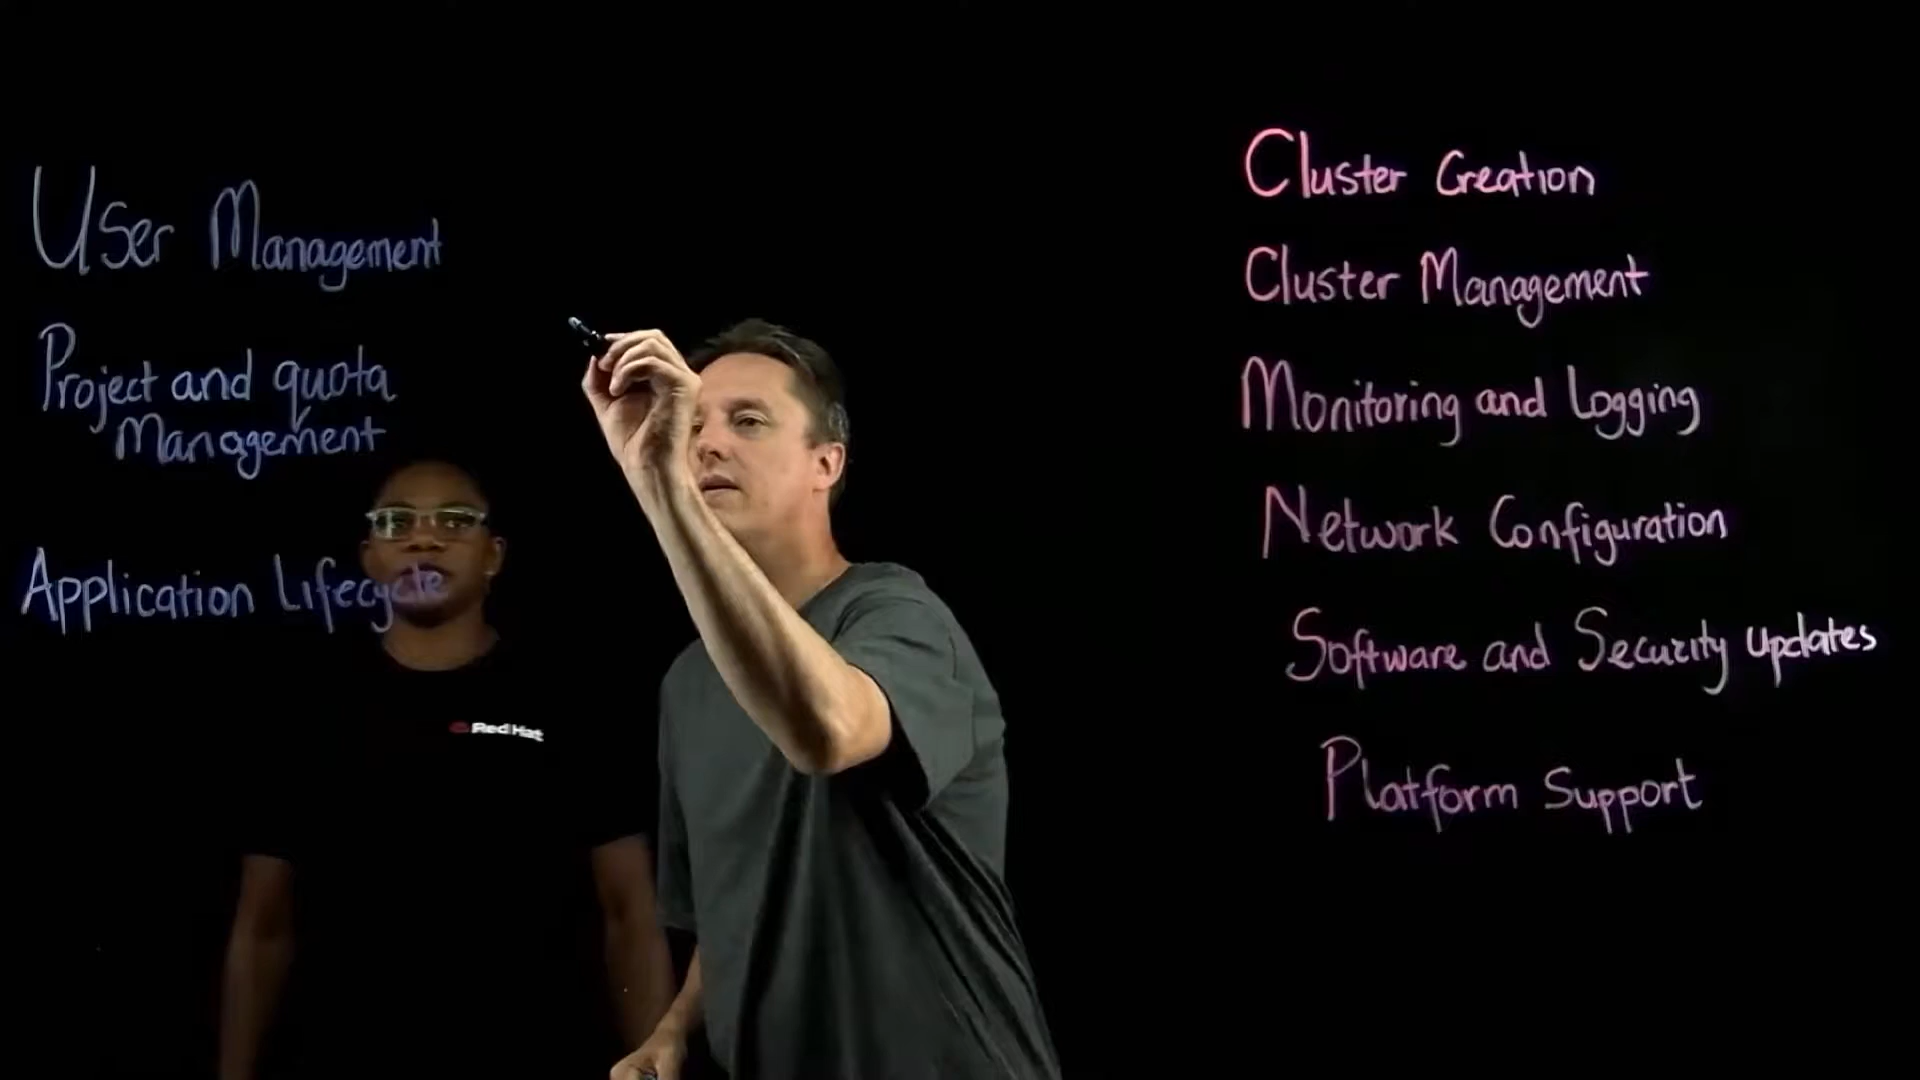 User Management
Project and quota
Management
Application Lifecycle
Red Hat
Cluster Creation
Cluster Management
Monitoring and Logging
Network Configuration
Software and Security updates
Platform Support